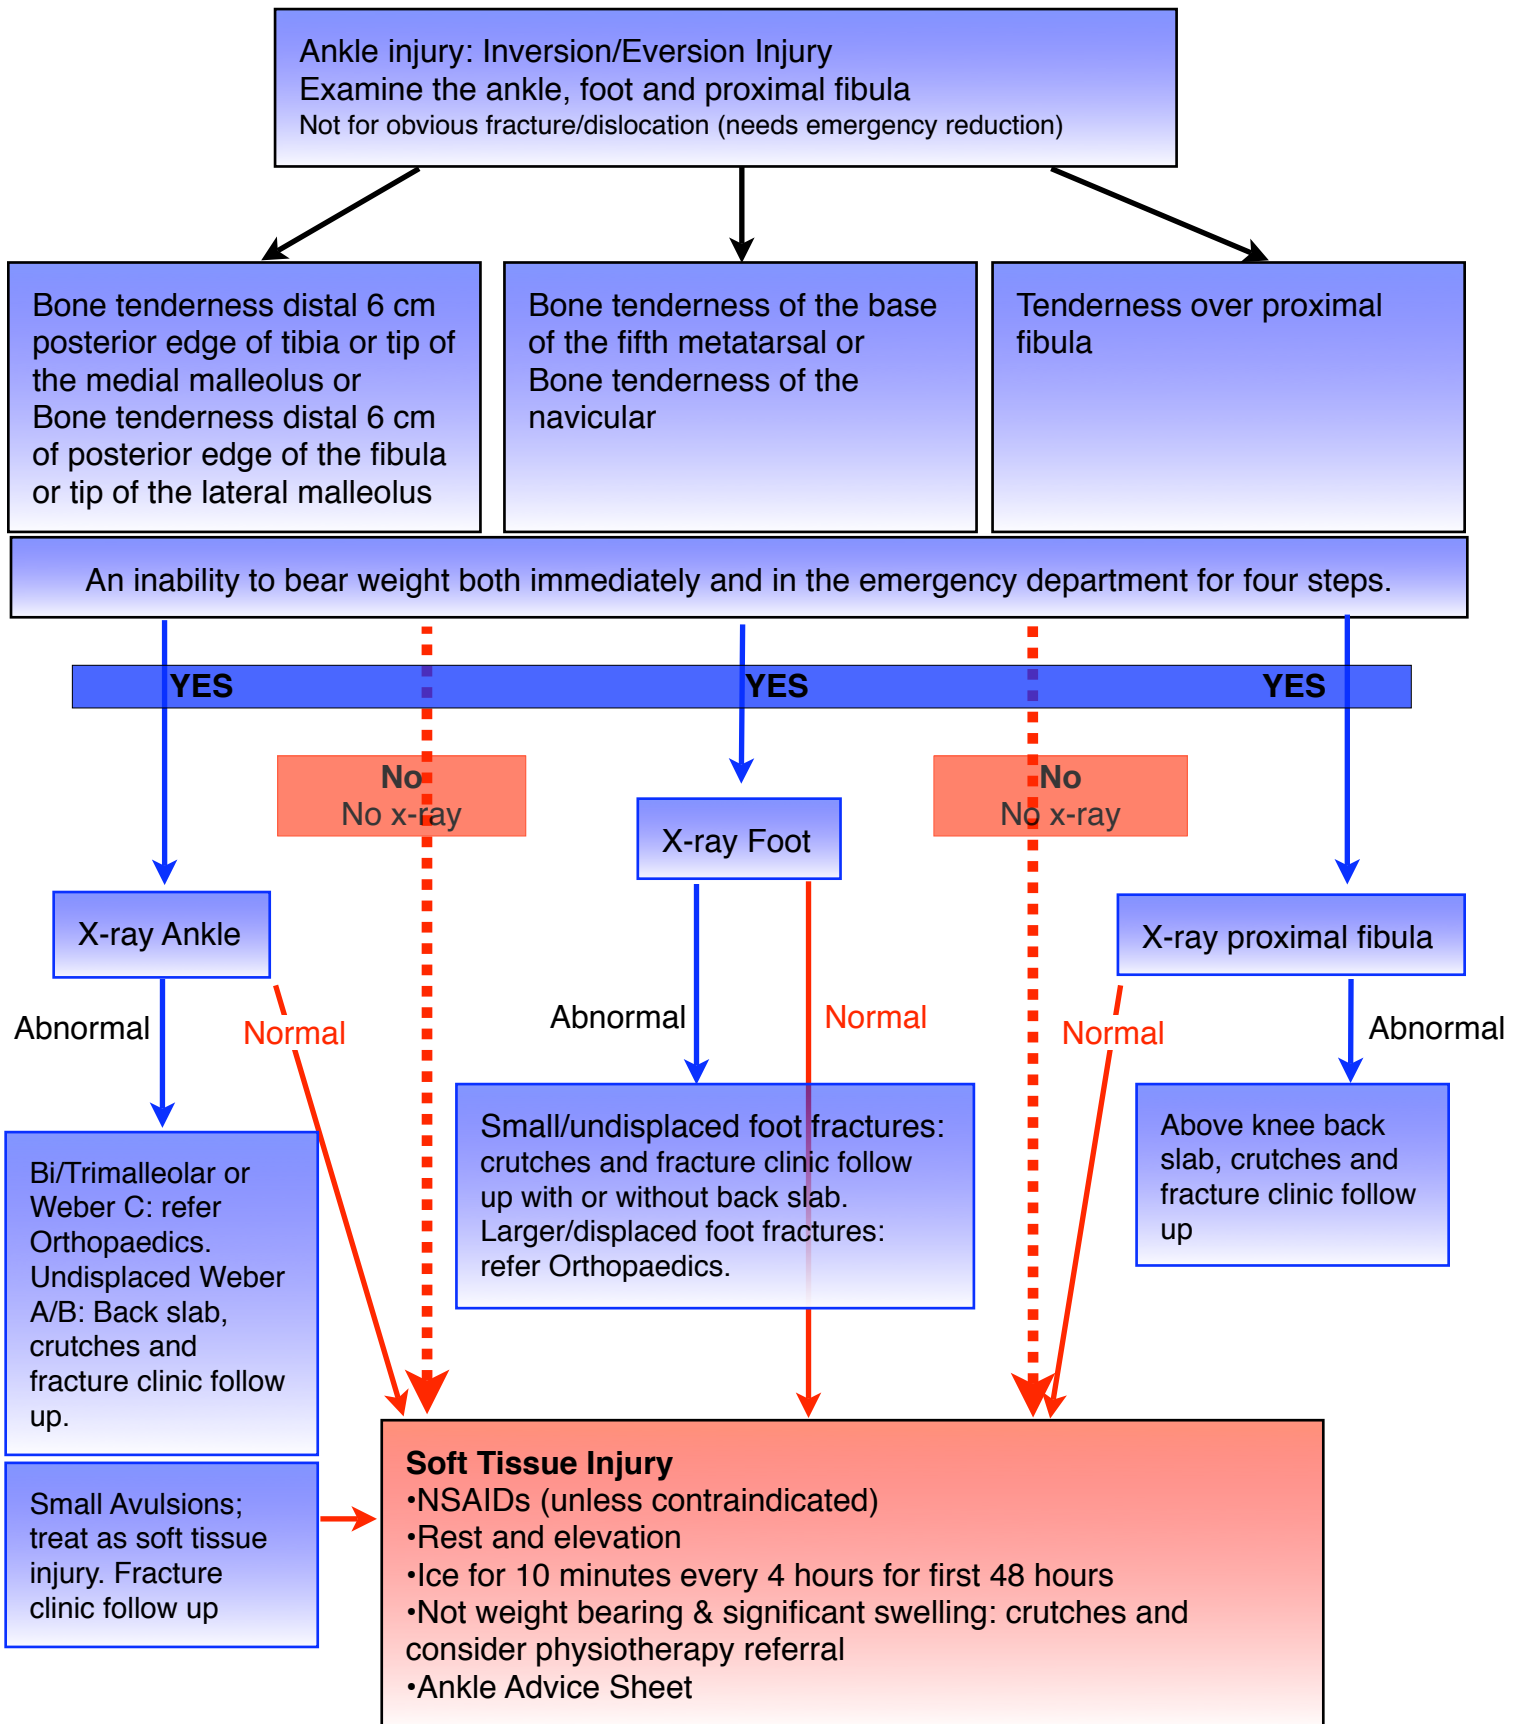 Ankle injury: Inversion/Eversion Injury
Examine the ankle, foot and proximal fibula
Not for obvious fracture/dislocation (needs emergency reduction)
Bone tenderness distal 6 cm
posterior edge of tibia or tip of
the medial malleolus or
Bone tenderness distal 6 cm
of posterior edge of the fibula
or tip of the lateral malleolus
Bone tenderness of the base
of the fifth metatarsal or
Bone tenderness of the
navicular
Tenderness over proximal
fibula
An inability to bear weight both immediately and in the emergency department for four steps.
YES
YES
YES
No
No x-ray
No
No x-ray
X-ray Foot
X-ray Ankle
X-ray proximal fibula
Abnormal
Normal
Abnormal
Normal
Normal
Abnormal
Bi/Trimalleolar or
Weber C: refer
Orthopaedics.
Undisplaced Weber
A/B: Back slab,
crutches and
fracture clinic follow
up.
Small/undisplaced foot fractures:
crutches and fracture clinic follow
up with or without back slab.
Larger/displaced foot fractures:
refer Orthopaedics.
Above knee back
slab, crutches and
fracture clinic follow
up
Small Avulsions;
treat as soft tissue
injury. Fracture
clinic follow up
Soft Tissue Injury
•NSAIDs (unless contraindicated)
•Rest and elevation
•Ice for 10 minutes every 4 hours for first 48 hours
•Not weight bearing & significant swelling: crutches and
consider physiotherapy referral
•Ankle Advice Sheet